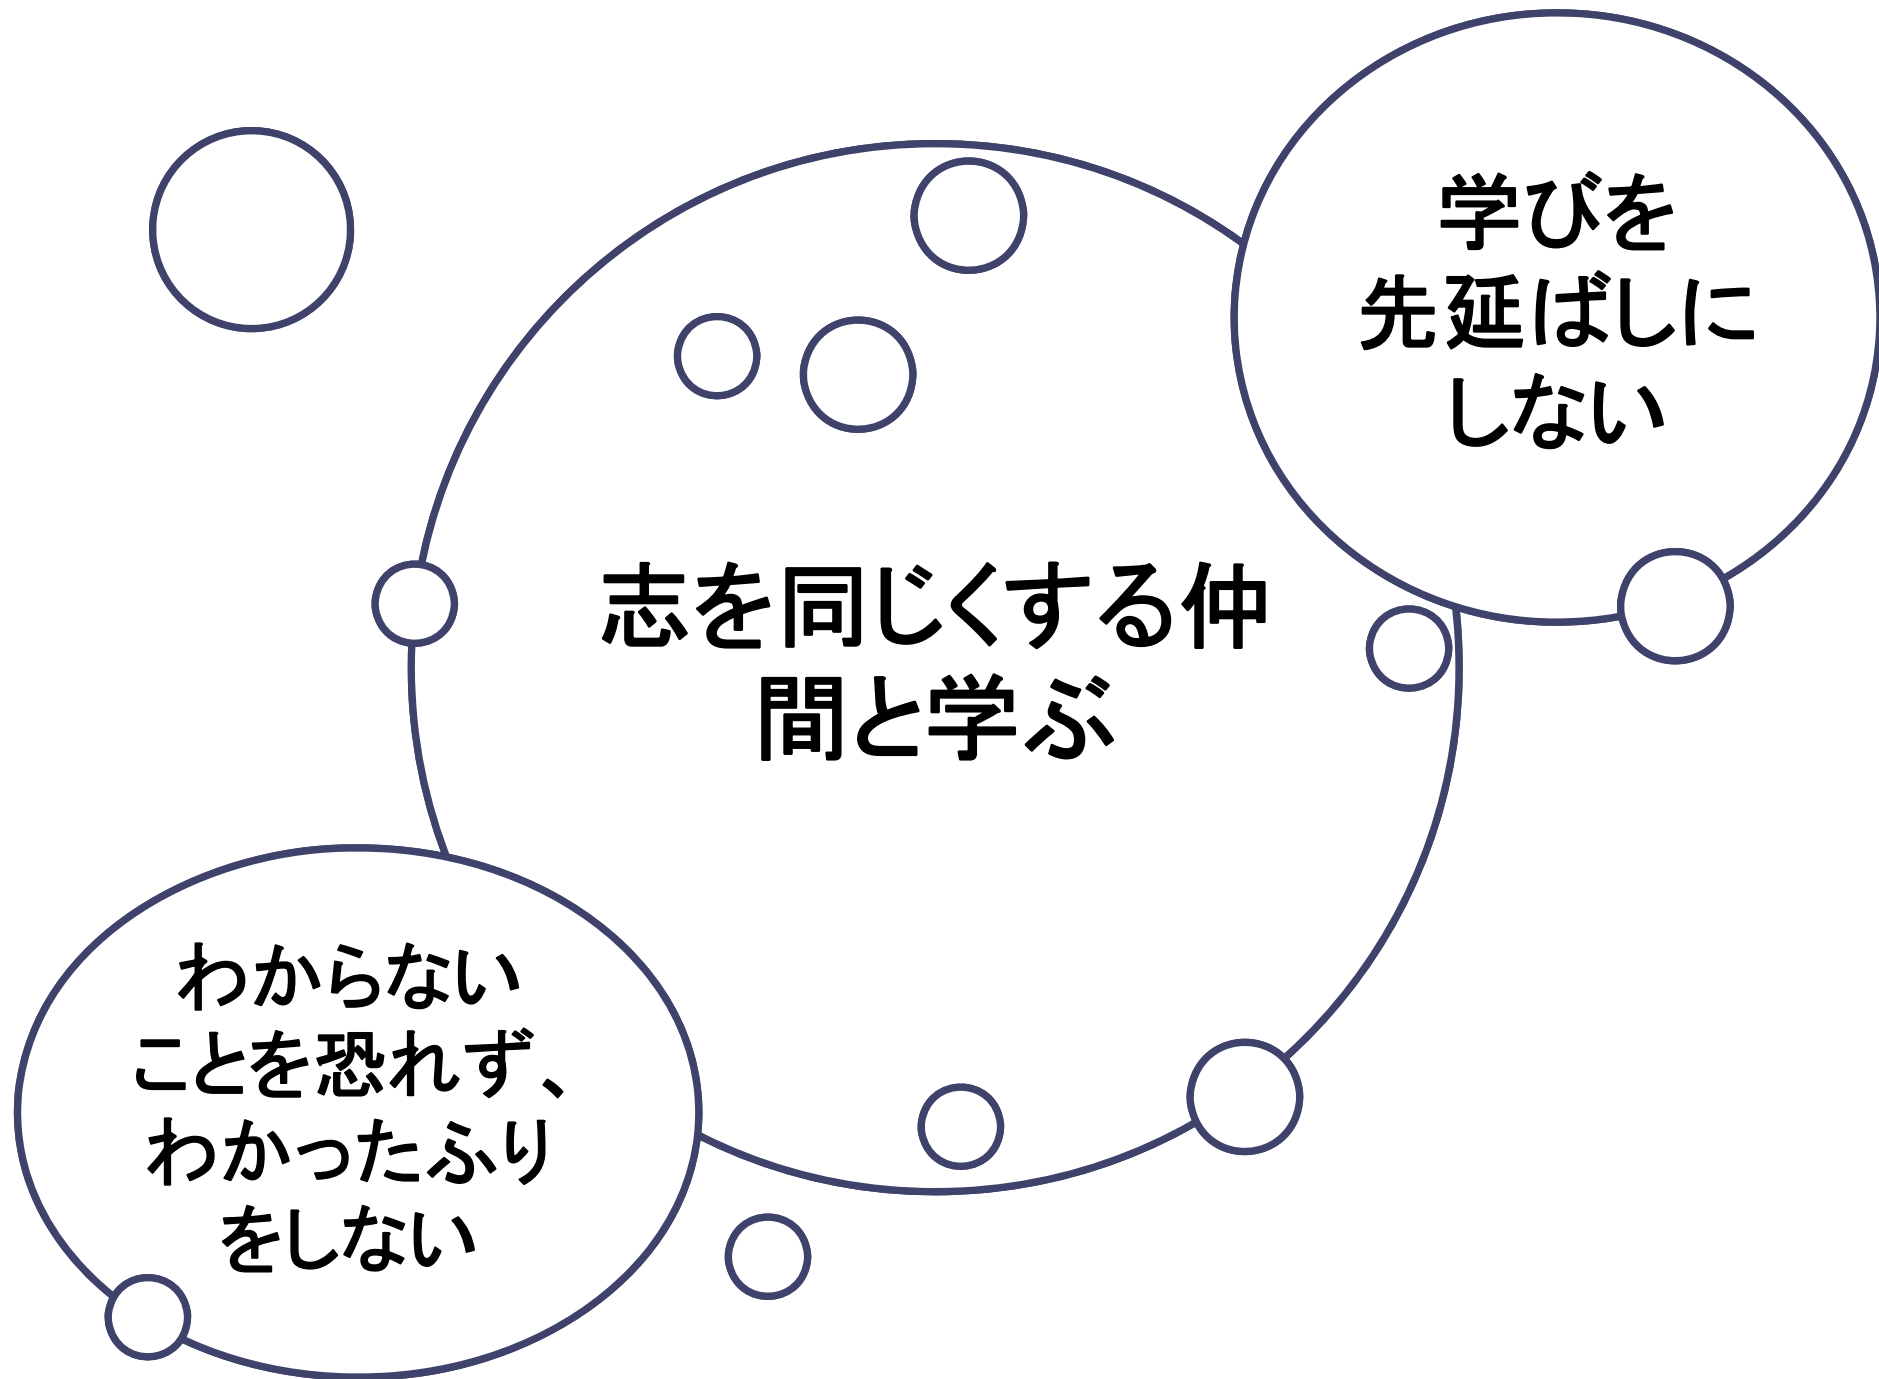 学びを
先延ばしに
しない
志を同じくする仲
間と学ぶ
わからない
ことを恐れず、
わかったふり
をしない